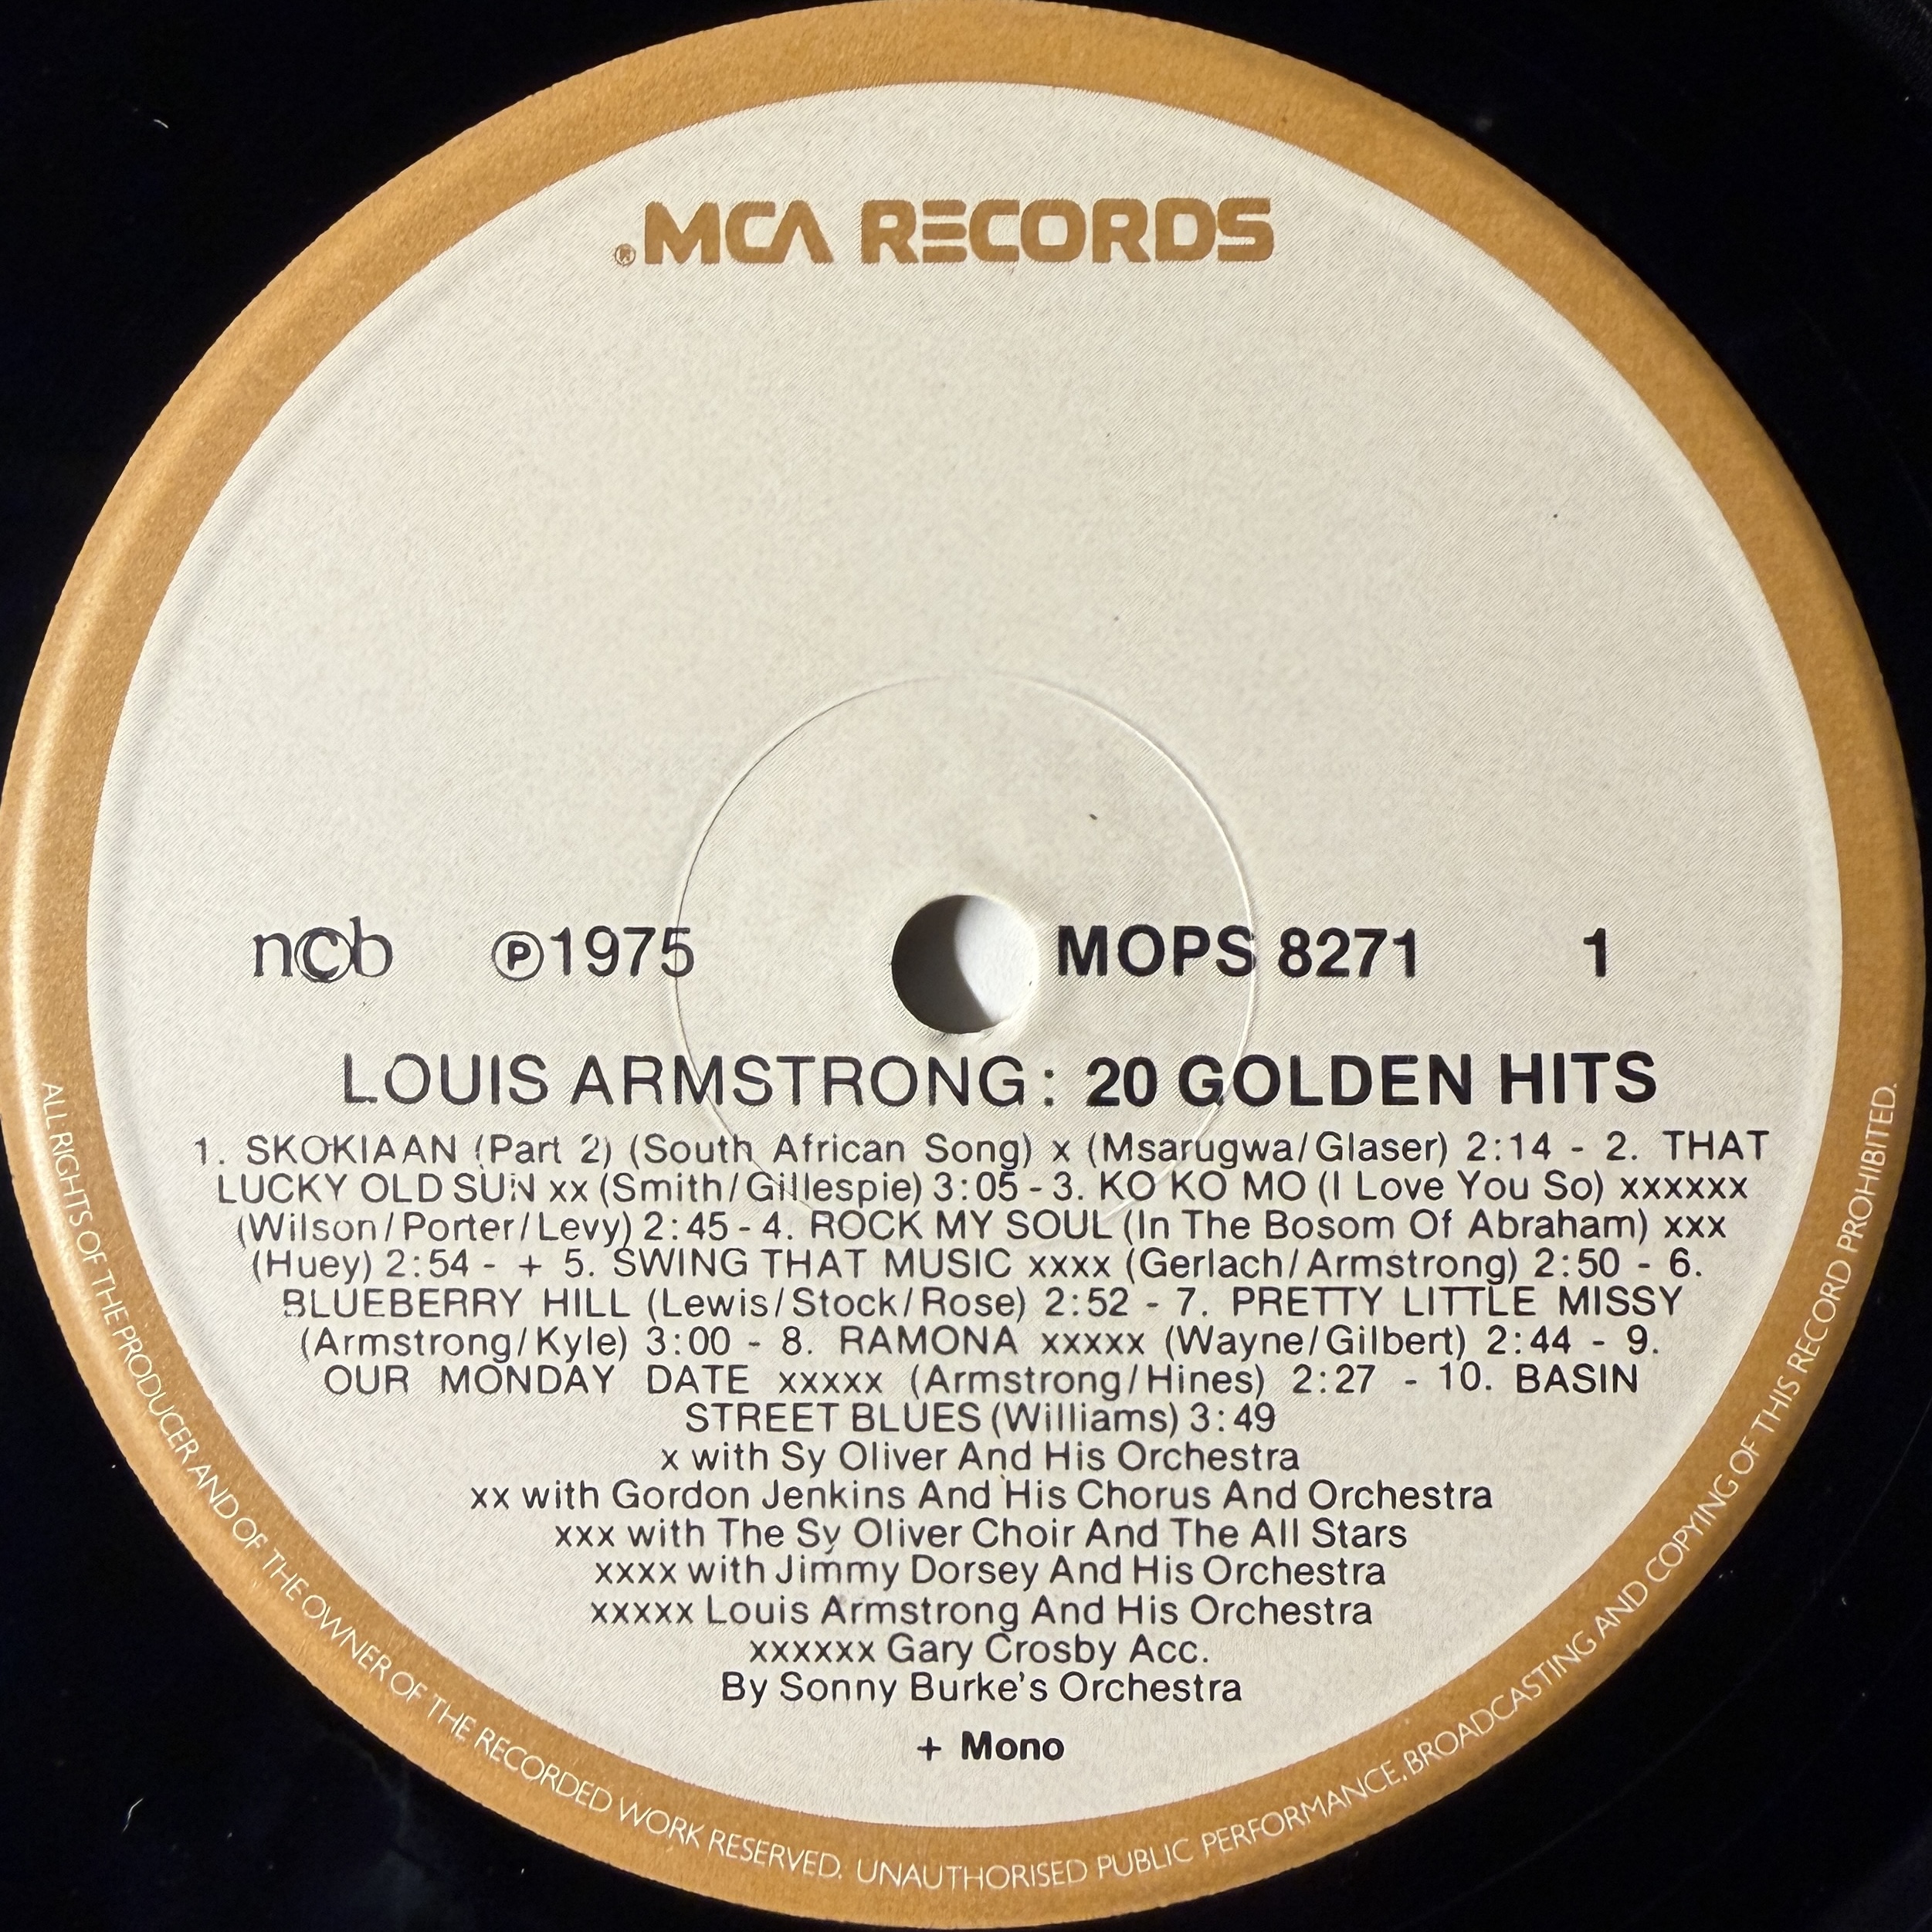 ® MCA RECORDS
ncb ℗1975 MOPS 8271 1
LOUIS ARMSTRONG: 20 GOLDEN HITS
1. SKOKIAAN (Part 2) (South African Song) x (Msarugwa/Glaser) 2:14 - 2. THAT
LUCKY OLD SUN xx (Smith/Gillespie) 3:05 - 3. KO KO MO (I Love You So) xxxxxx
(Wilson/Porter/Levy) 2:45 - 4. ROCK MY SOUL (In The Bosom Of Abraham) xxx
(Huey) 2:54 - + 5. SWING THAT MUSIC xxxx (Gerlach/Armstrong) 2:50 - 6.
BLUEBERRY HILL (Lewis/Stock/Rose) 2:52 - 7. PRETTY LITTLE MISSY
(Armstrong/Kyle) 3:00 - 8. RAMONA xxxxx (Wayne/Gilbert) 2:44 - 9.
OUR MONDAY DATE xxxxx (Armstrong/Hines) 2:27 - 10. BASIN
STREET BLUES (Williams) 3:49
x with Sy Oliver And His Orchestra
xx with Gordon Jenkins And His Chorus And Orchestra
xxx with The Sy Oliver Choir And The All Stars
xxxx with Jimmy Dorsey And His Orchestra
xxxxx Louis Armstrong And His Orchestra
xxxxxx Gary Crosby Acc.
By Sonny Burke's Orchestra
+ Mono
ALL RIGHTS OF THE PRODUCER AND OF THE OWNER OF THE RECORDED WORK RESERVED. UNAUTHORISED PUBLIC PERFORMANCE, BROADCASTING AND COPYING OF THIS RECORD PROHIBITED.